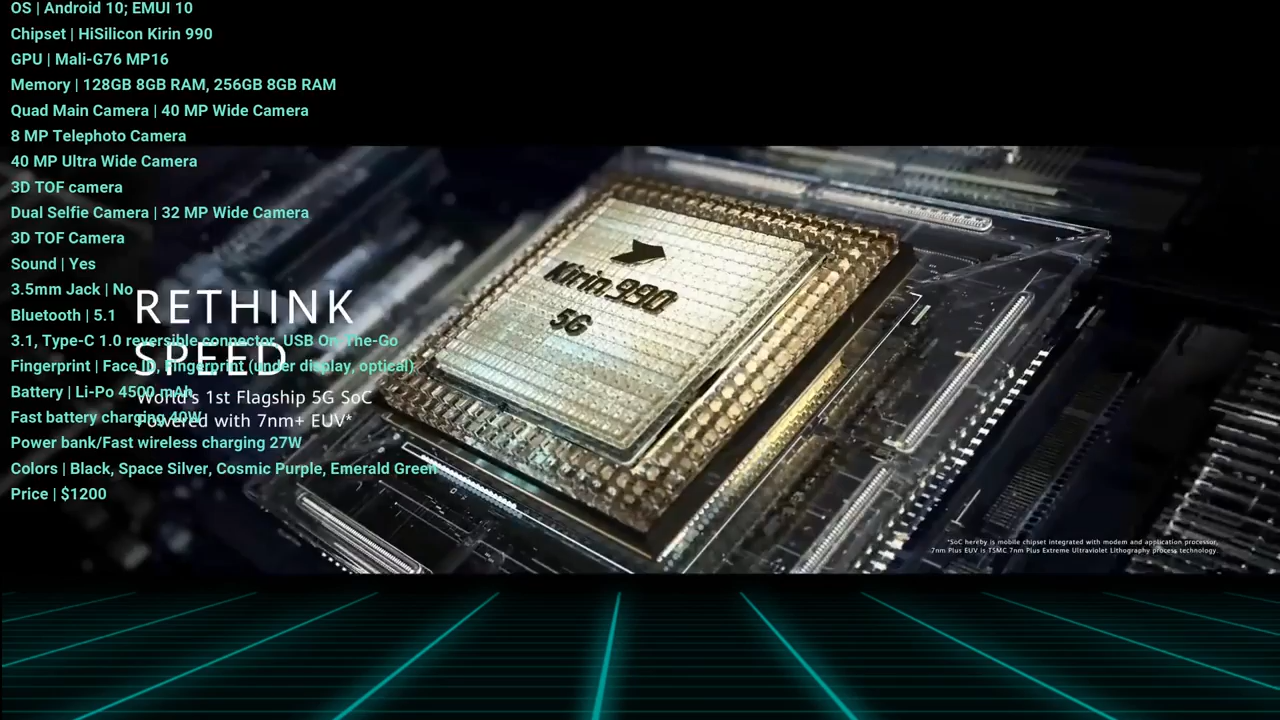 OS | Android 10; EMUI 10
Chipset | HiSilicon Kirin 990
GPU | Mali-G76 MP16
Memory | 128GB 8GB RAM, 256GB 8GB RAM
Quad Main Camera | 40 MP Wide Camera
8 MP Telephoto Camera
40 MP Ultra Wide Camera
3D TOF camera
Dual Selfie Camera | 32 MP Wide Camera
3D TOF Camera
Sound | Yes
3.5mm Jack | No
Bluetooth | 5.1
3.1, Type-C 1.0 reversible connector, USB On-The-Go
Fingerprint | Face ID, Fingerprint (under display, optical)
Battery | Li-Po 4500 mAh
Fast battery charging 40W
Power bank/Fast wireless charging 27W
Colors | Black, Space Silver, Cosmic Purple, Emerald Green
Price | $1200
RETHINK
SPEED
World's 1st Flagship 5G SoC
Powered with 7nm+ EUV*
Kirin 990
5G
*SoC hereby is mobile chipset integrated with modem and application processor.
7nm Plus EUV is TSMC 7nm Plus Extreme Ultraviolet Lithography process technology.